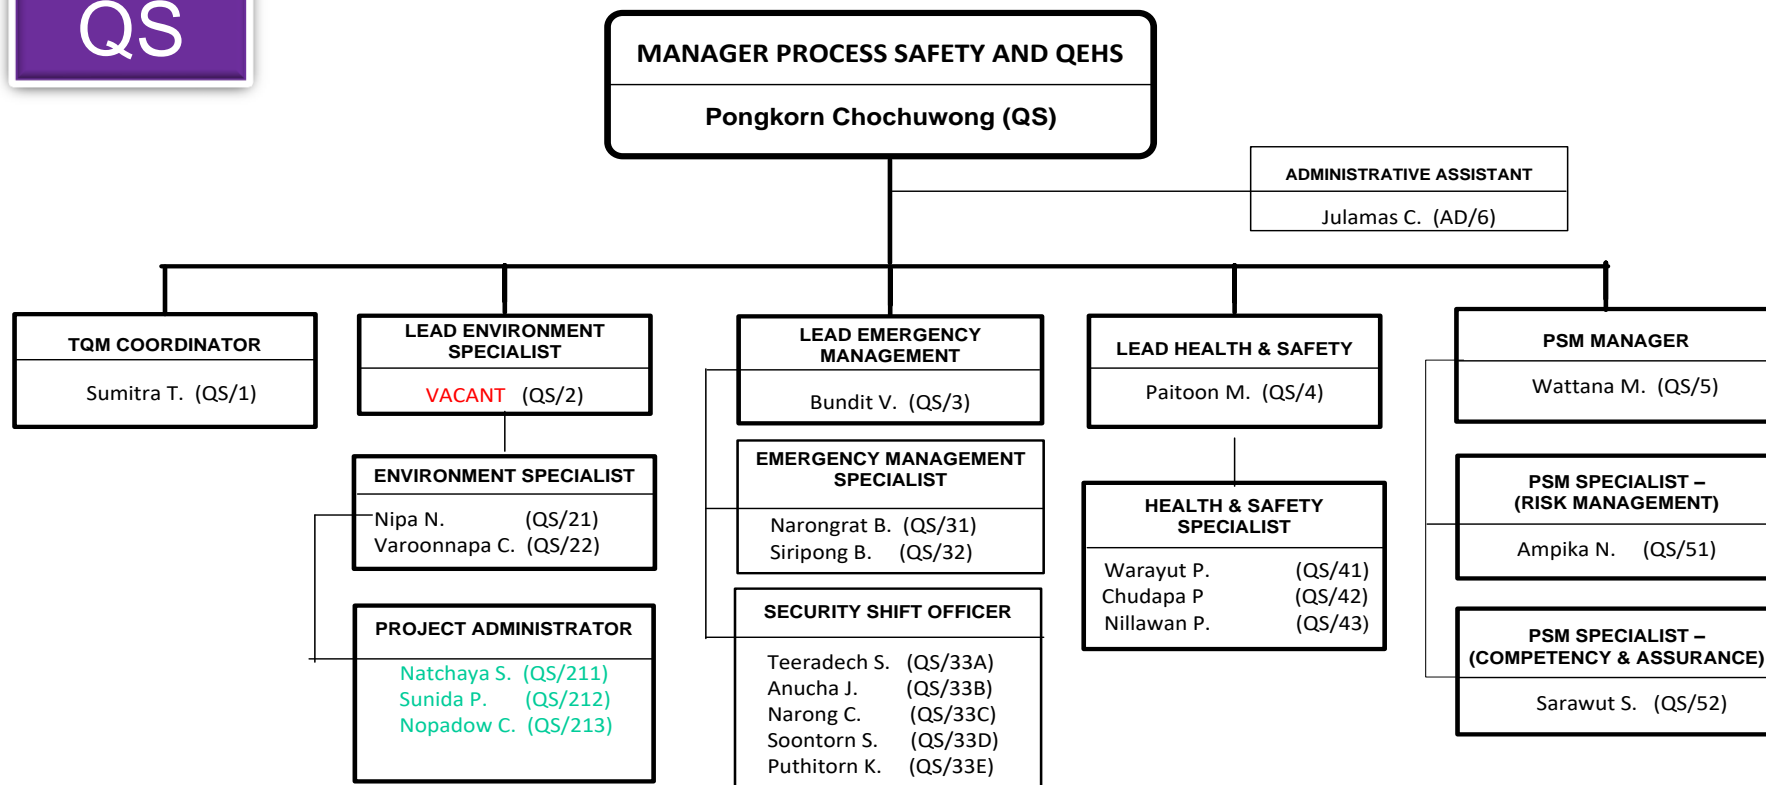 QS
MANAGER PROCESS SAFETY AND QEHS
Pongkorn Chochuwong (QS)
ADMINISTRATIVE ASSISTANT
Julamas C. (AD/6)
TQM COORDINATOR
Sumitra T. (QS/1)
LEAD ENVIRONMENT
SPECIALIST
VACANT (QS/2)
ENVIRONMENT SPECIALIST
Nipa N. (QS/21)
Varoonnapa C. (QS/22)
PROJECT ADMINISTRATOR
Natchaya S. (QS/211)
Sunida P. (QS/212)
Nopadow C. (QS/213)
LEAD EMERGENCY
MANAGEMENT
Bundit V. (QS/3)
EMERGENCY MANAGEMENT
SPECIALIST
Narongrat B. (QS/31)
Siripong B. (QS/32)
SECURITY SHIFT OFFICER
Teeradech S. (QS/33A)
Anucha J. (QS/33B)
Narong C. (QS/33C)
Soontorn S. (QS/33D)
Puthitorn K. (QS/33E)
LEAD HEALTH & SAFETY
Paitoon M. (QS/4)
HEALTH & SAFETY
SPECIALIST
Warayut P. (QS/41)
Chudapa P (QS/42)
Nillawan P. (QS/43)
PSM MANAGER
Wattana M. (QS/5)
PSM SPECIALIST –
(RISK MANAGEMENT)
Ampika N. (QS/51)
PSM SPECIALIST –
(COMPETENCY & ASSURANCE)
Sarawut S. (QS/52)